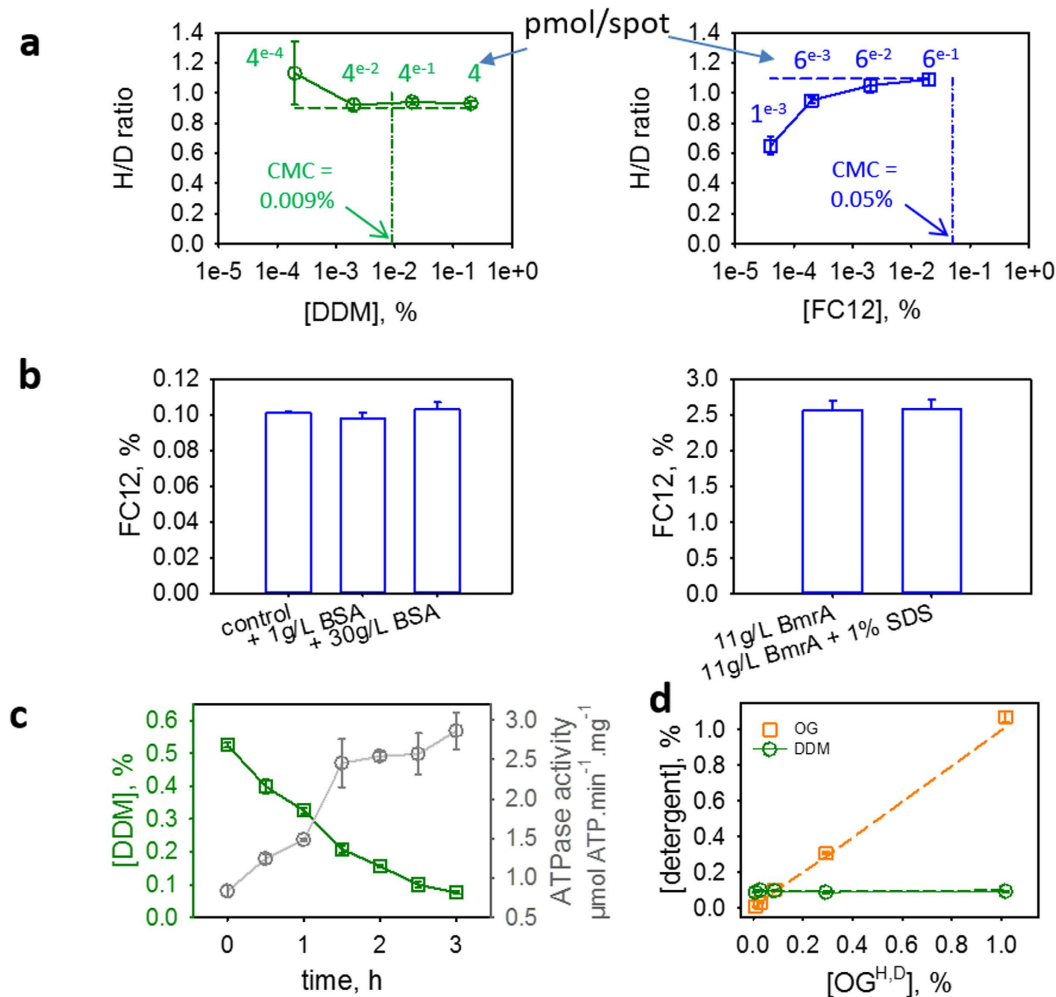 a
pmol/spot
1.4
1.2
1.0
0.8
0.6
0.4
0.2
0.0
H/D ratio
4e-4
4e-2
4e-1
4
CMC =
0.009%
1e-5 1e-4 1e-3 1e-2 1e-1 1e+0
[DDM], %
1.4
1.2
1.0
0.8
0.6
0.4
0.2
0.0
H/D ratio
6e-3
6e-2
6e-1
1e-3
CMC =
0.05%
1e-5 1e-4 1e-3 1e-2 1e-1 1e+0
[FC12], %
b
0.12
0.10
0.08
0.06
0.04
0.02
0.00
FC12, %
control
+ 1g/L BSA
+ 30g/L BSA
3.0
2.5
2.0
1.5
1.0
0.5
0.0
FC12, %
11g/L BmrA
11g/L BmrA + 1% SDS
c
0.6
0.5
0.4
0.3
0.2
0.1
0.0
[DDM], %
3.0
2.5
2.0
1.5
1.0
0.5
ATPase activity
µmol ATP.min-1.mg-1
0 1 2 3
time, h
d
OG
DDM
1.0
0.8
0.6
0.4
0.2
0.0
[detergent], %
0.0 0.2 0.4 0.6 0.8 1.0
[OGH,D], %